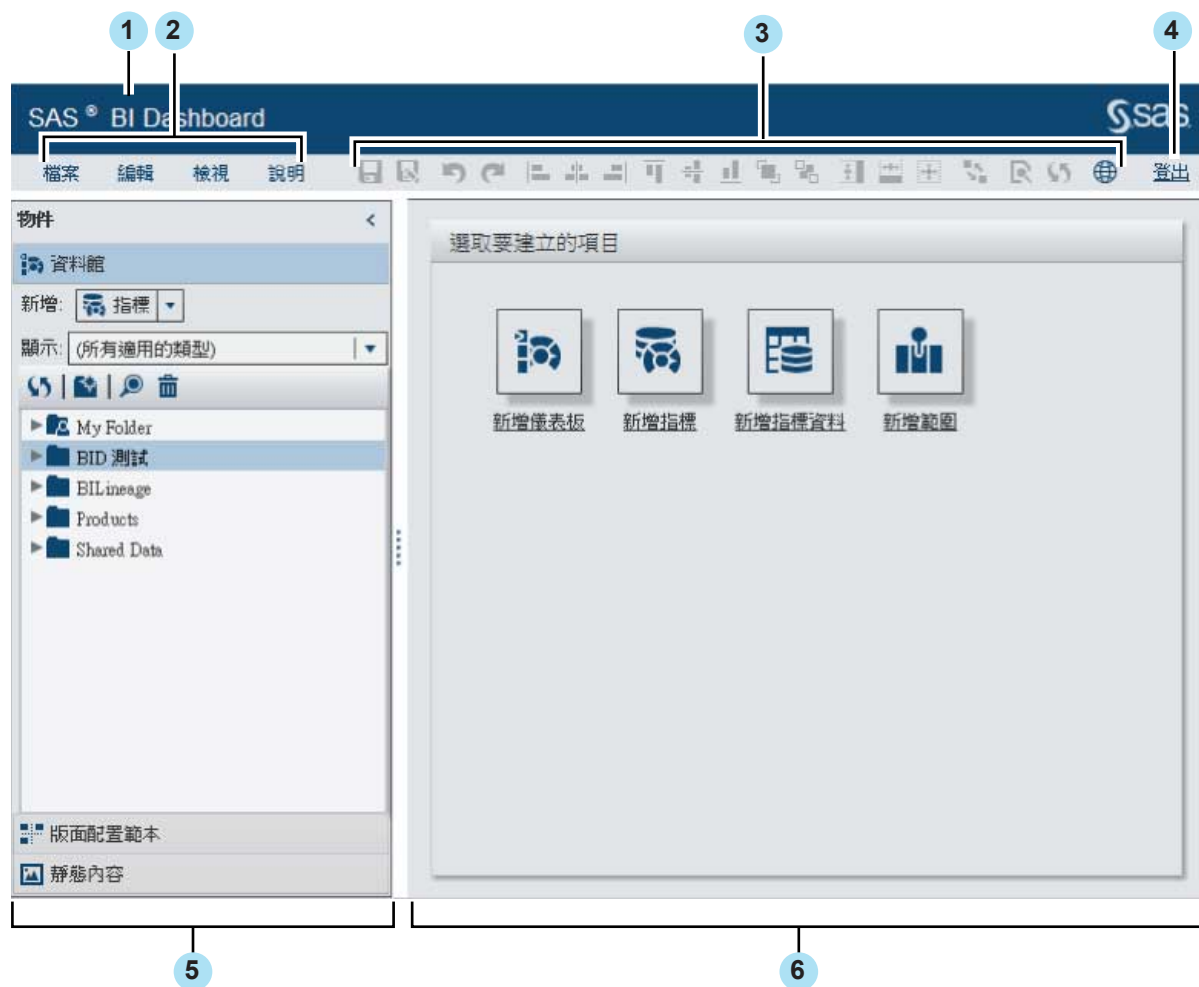 1 2 3 4
SAS ® BI Dashboard
sas
檔案 編輯 檢視 說明 登出
物件
資料館
新增: 指標
顯示: (所有適用的類型)
My Folder
BID 測試
BILineage
Products
Shared Data
版面配置範本
靜態內容
選取要建立的項目
新增儀表板 新增指標 新增指標資料 新增範圍
5 6